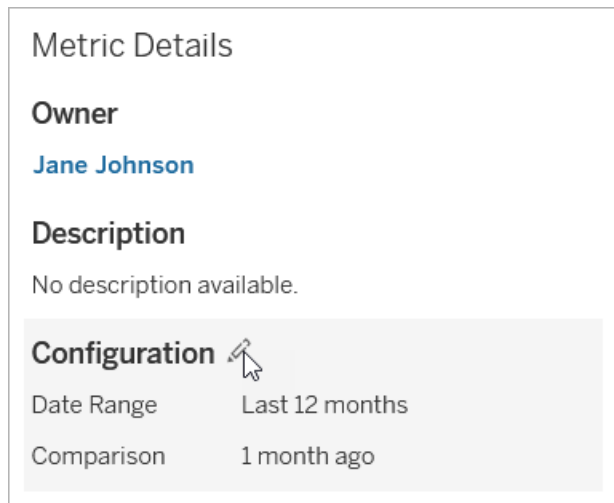 Metric Details
Owner
Jane Johnson
Description
No description available.
Configuration
Date Range Last 12 months
Comparison 1 month ago